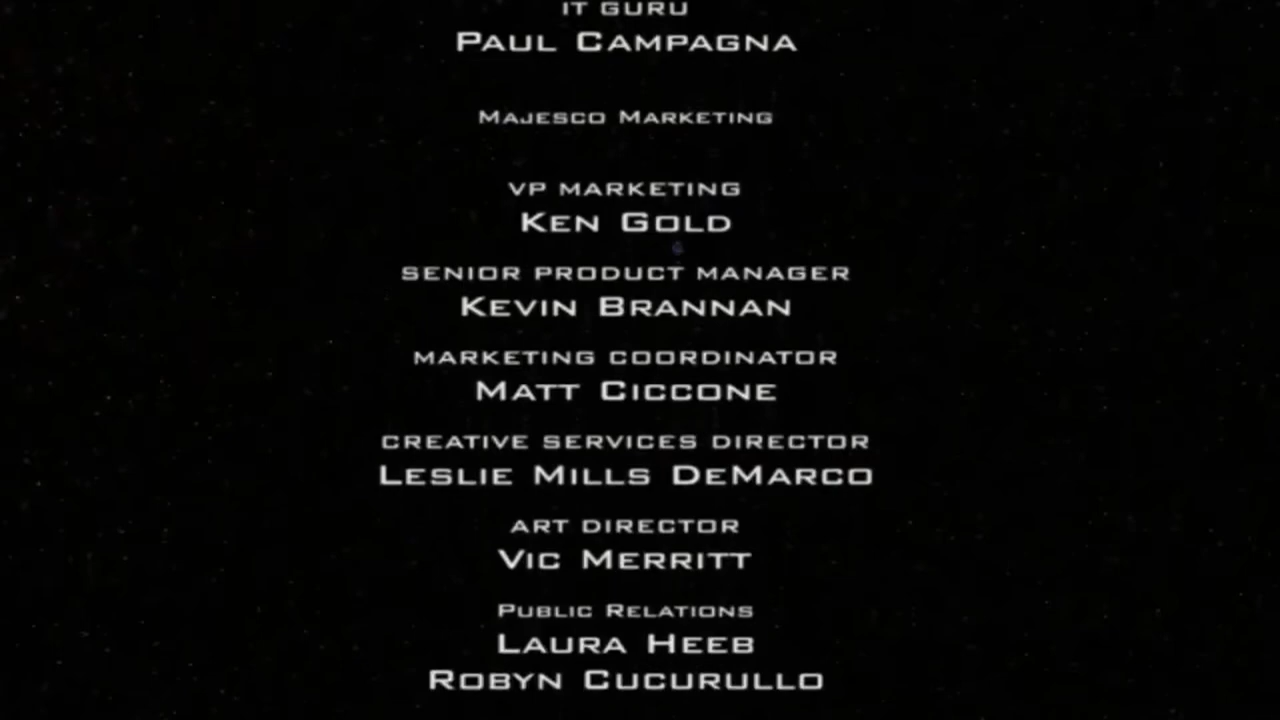 IT GURU
PAUL CAMPAGNA
MAJESCO MARKETING
VP MARKETING
KEN GOLD
SENIOR PRODUCT MANAGER
KEVIN BRANNAN
MARKETING COORDINATOR
MATT CICCONE
CREATIVE SERVICES DIRECTOR
LESLIE MILLS DEMARCO
ART DIRECTOR
VIC MERRITT
PUBLIC RELATIONS
LAURA HEEB
ROBYN CUCURULLO